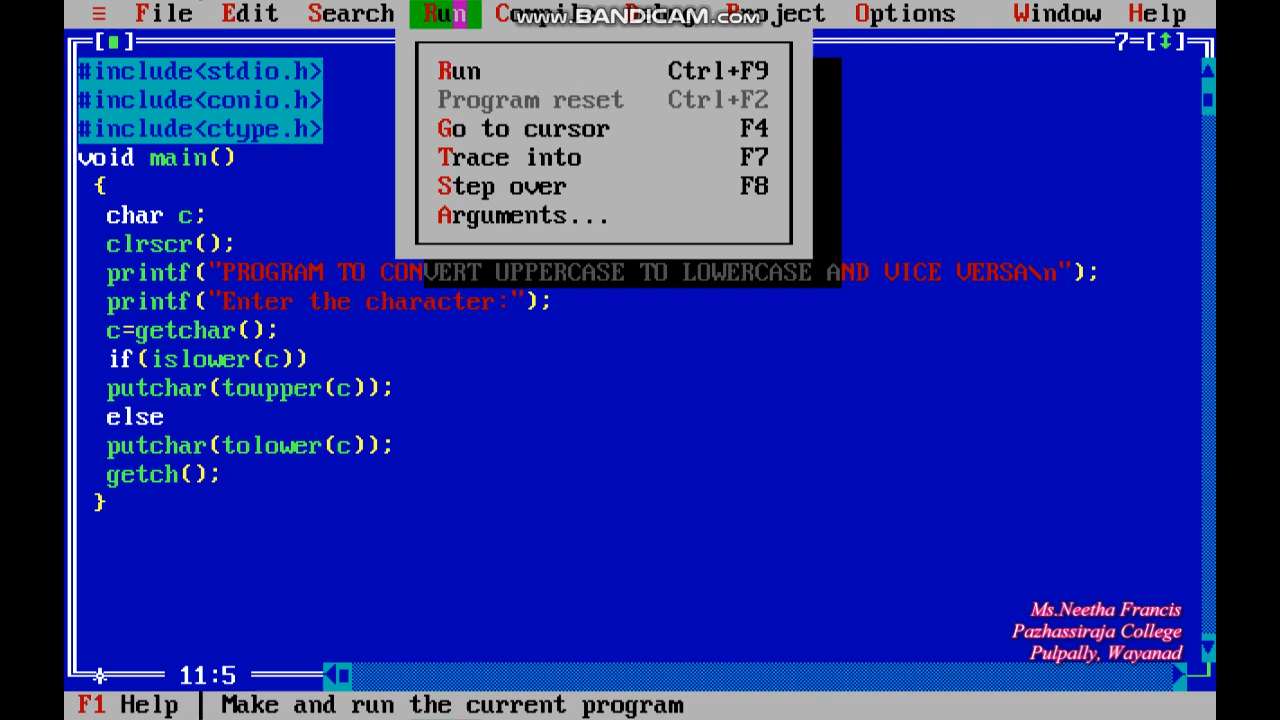 ≡ File Edit Search Run Compile Debug Project Options Window Help
www.BANDICAM.com
[■] 7=[↕]
#include<stdio.h>
#include<conio.h>
#include<ctype.h>
void main()
{
char c;
clrscr();
printf("PROGRAM TO CONVERT UPPERCASE TO LOWERCASE AND VICE VERSA\n");
printf("Enter the character:");
c=getchar();
if(islower(c))
putchar(toupper(c));
else
putchar(tolower(c));
getch();
}
Run Ctrl+F9
Program reset Ctrl+F2
Go to cursor F4
Trace into F7
Step over F8
Arguments...
Ms.Neetha Francis
Pazhassiraja College
Pulpally, Wayanad
11:5
F1 Help │ Make and run the current program